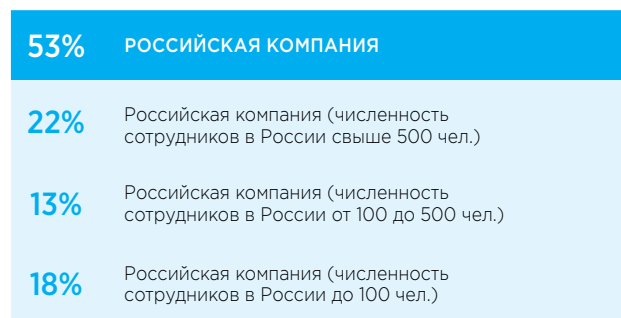 53% РОССИЙСКАЯ КОМПАНИЯ
22% Российская компания (численность
сотрудников в России свыше 500 чел.)
13% Российская компания (численность
сотрудников в России от 100 до 500 чел.)
18% Российская компания (численность
сотрудников в России до 100 чел.)